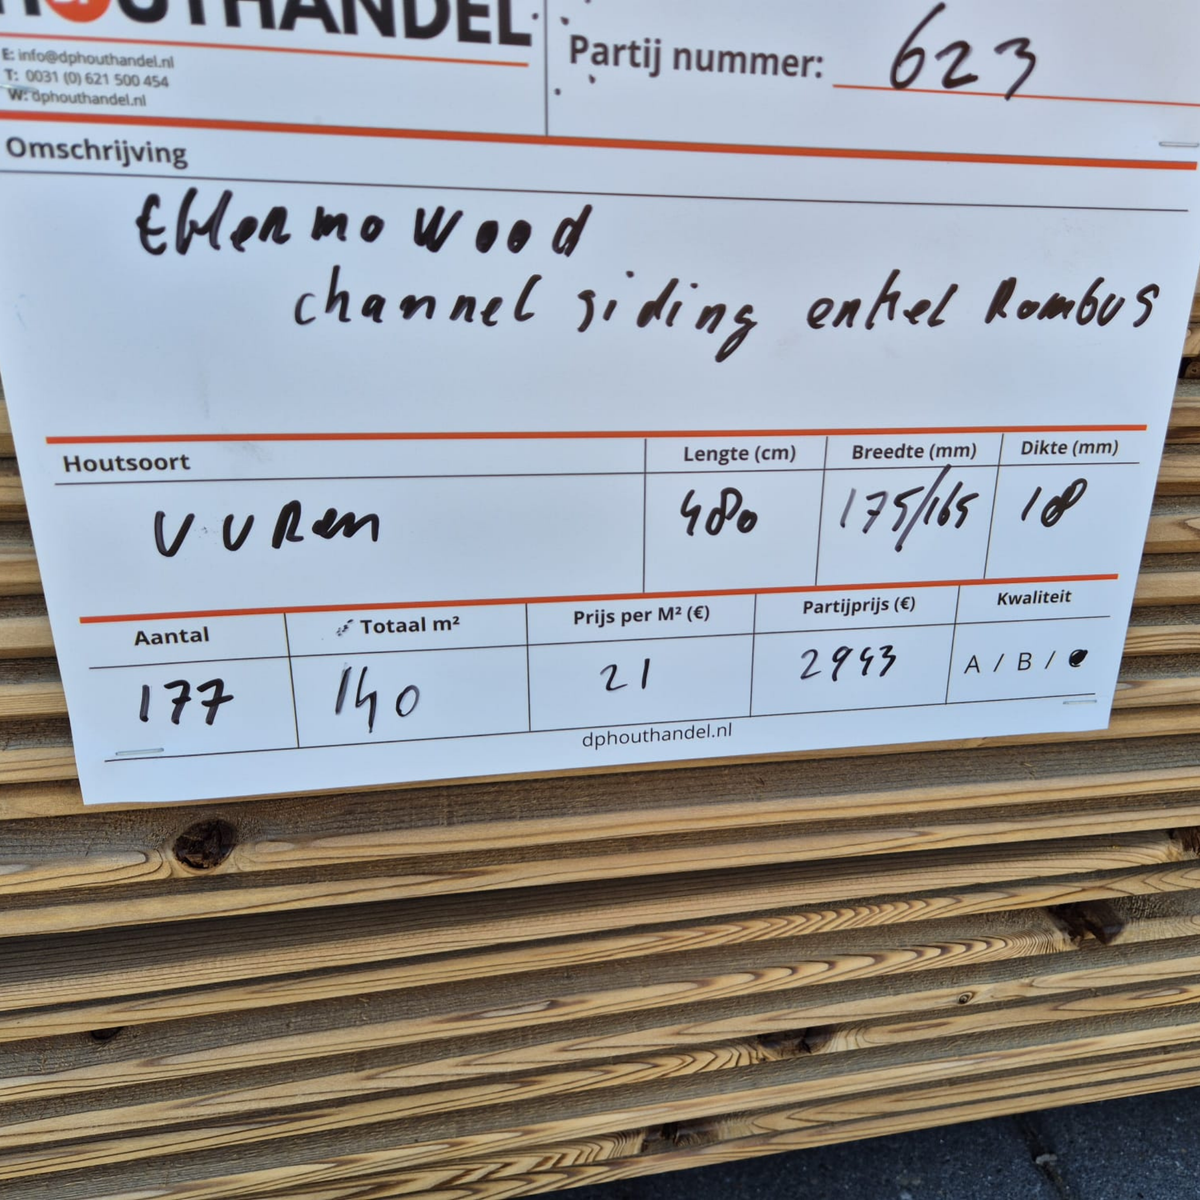 HOUTHANDEL
E: info@dphouthandel.nl
T: 0031 (0) 621 500 454
W: dphouthandel.nl
Partij nummer: 623
Omschrijving
wood
channel siding enkel Rombus
Houtsoort Lengte (cm) Breedte (mm) Dikte (mm)
VUREN 480 175/165 18
Aantal Totaal m² Prijs per M² (€) Partijprijs (€) Kwaliteit
177 140 21 2943 A / B /
dphouthandel.nl